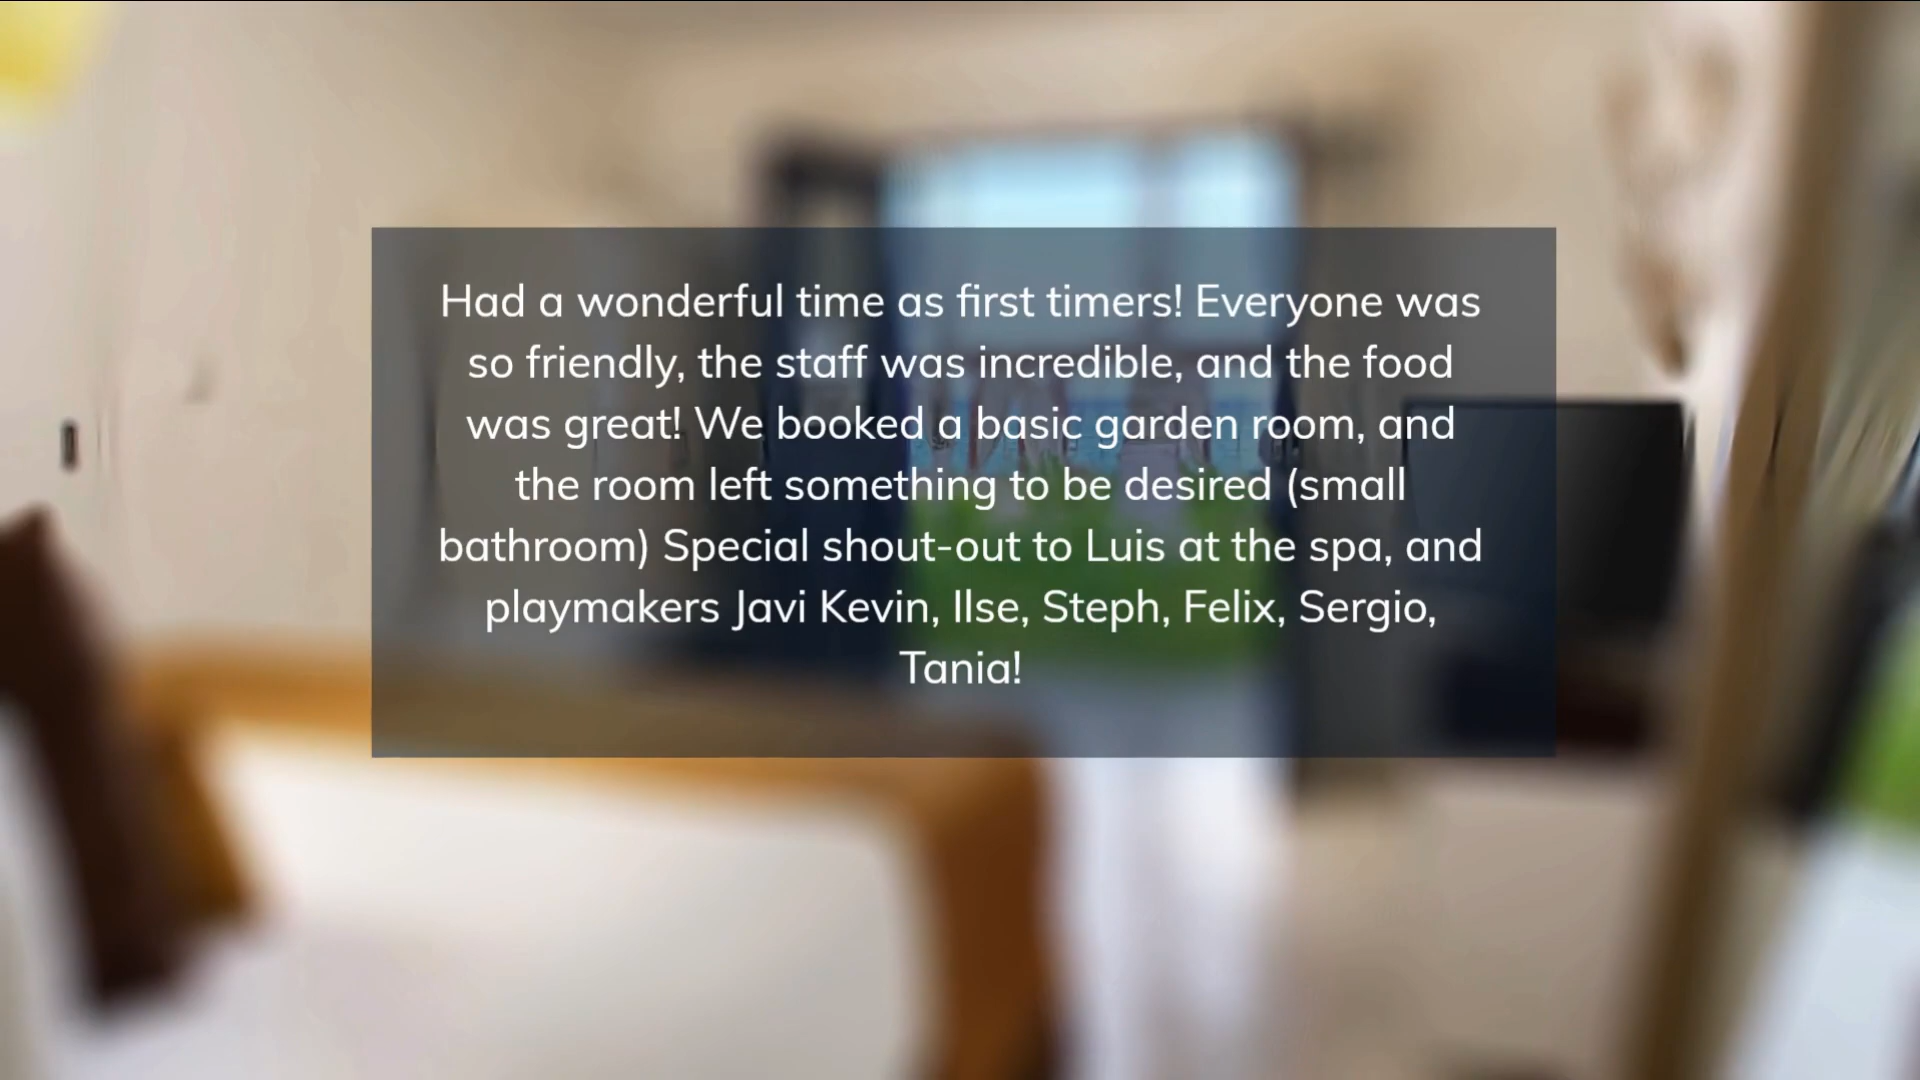 Had a wonderful time as first timers! Everyone was
so friendly, the staff was incredible, and the food
was great! We booked a basic garden room, and
the room left something to be desired (small
bathroom) Special shout-out to Luis at the spa, and
playmakers Javi Kevin, Ilse, Steph, Felix, Sergio,
Tania!